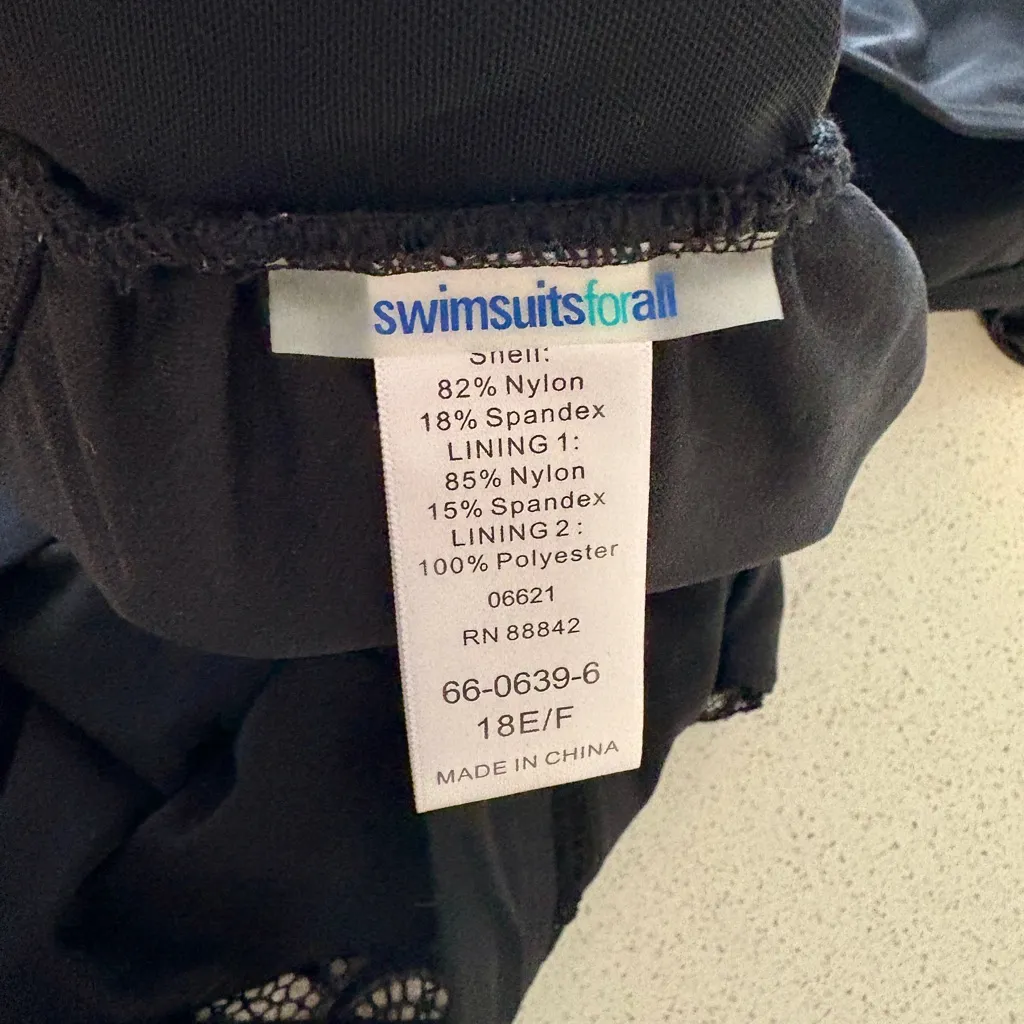 swimsuitsforall
Shell:
82% Nylon
18% Spandex
LINING 1:
85% Nylon
15% Spandex
LINING 2:
100% Polyester
06621
RN 88842
66-0639-6
18E/F
MADE IN CHINA